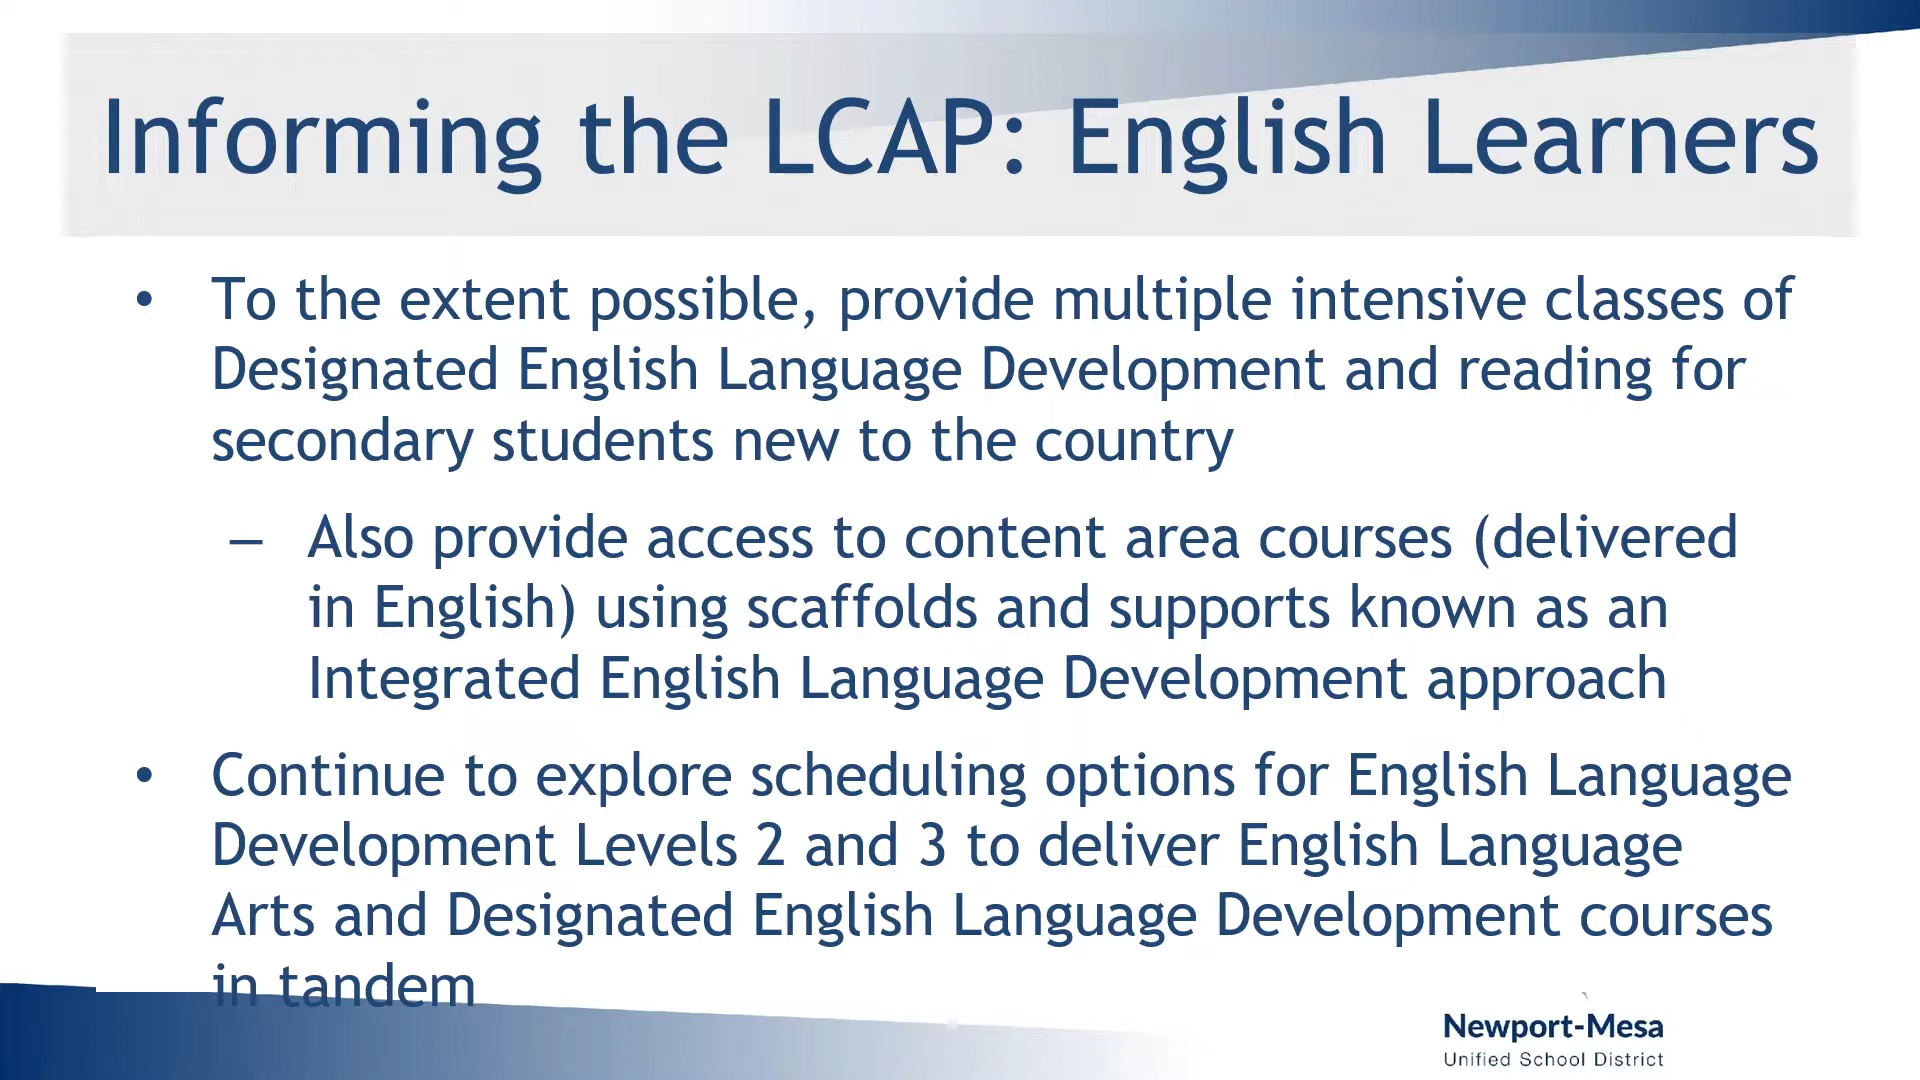 Informing the LCAP: English Learners
• To the extent possible, provide multiple intensive classes of
Designated English Language Development and reading for
secondary students new to the country
– Also provide access to content area courses (delivered
in English) using scaffolds and supports known as an
Integrated English Language Development approach
• Continue to explore scheduling options for English Language
Development Levels 2 and 3 to deliver English Language
Arts and Designated English Language Development courses
in tandem
Newport-Mesa
Unified School District